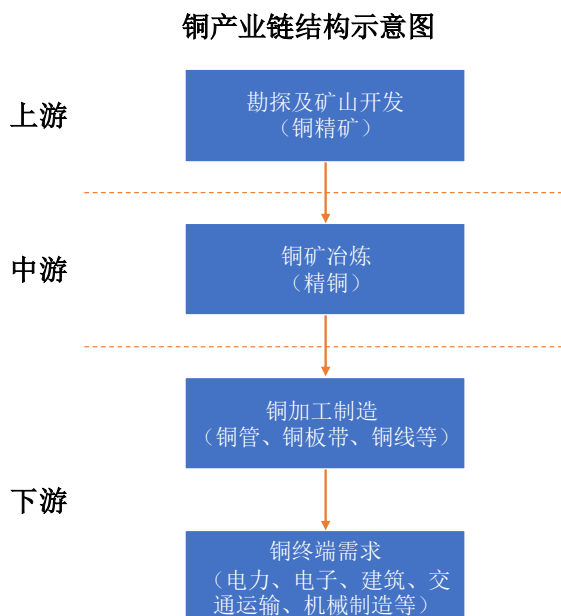 铜产业链结构示意图
上游
勘探及矿山开发
（铜精矿）
中游
铜矿冶炼
（精铜）
铜加工制造
（铜管、铜板带、铜线等）
下游
铜终端需求
（电力、电子、建筑、交
通运输、机械制造等）